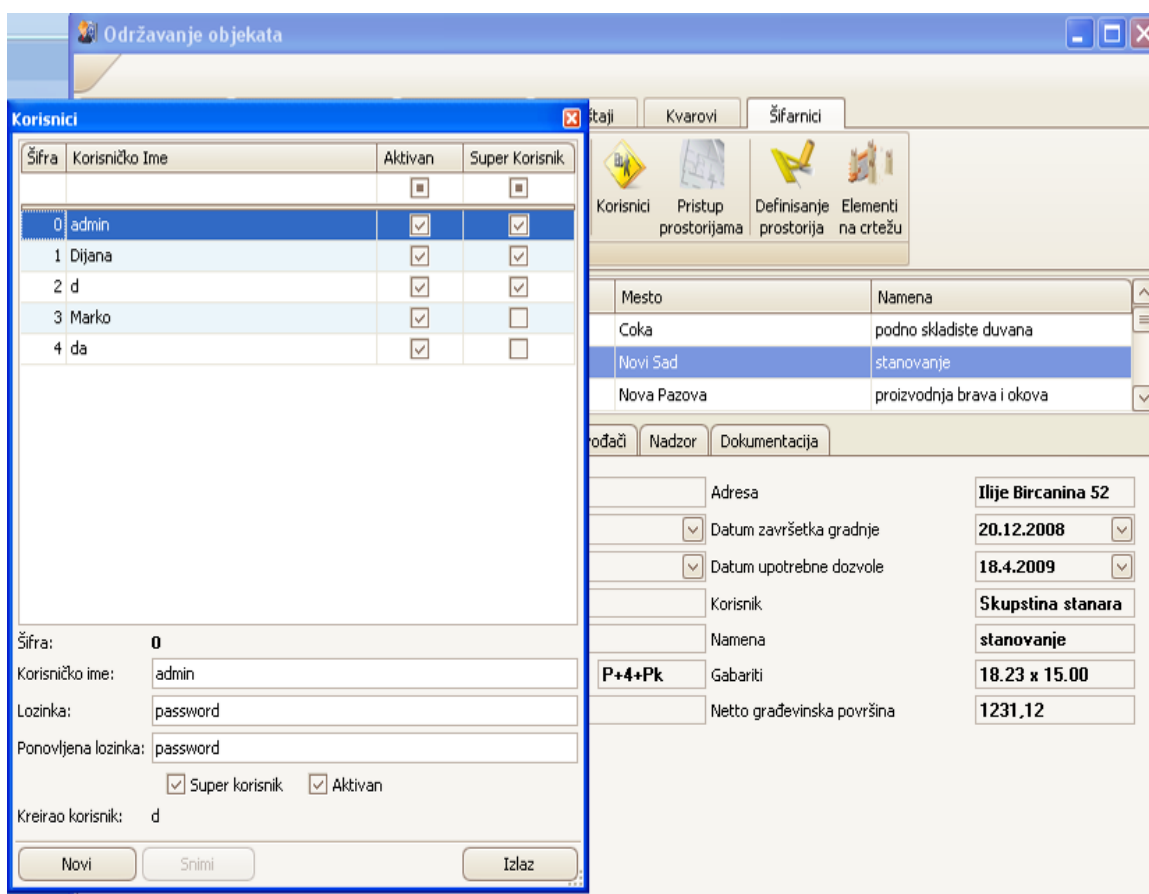 Održavanje objekata
Korisnici
Šifra Korisničko Ime Aktivan Super Korisnik
0 admin
1 Dijana
2 d
3 Marko
4 da
Šifra: 0
Korisničko ime: admin
Lozinka: password
Ponovljena lozinka: password
Super korisnik Aktivan
Kreirao korisnik: d
Novi Snimi Izlaz
Kvarovi Šifarnici
Korisnici Pristup prostorijama Definisanje prostorija Elementi na crtežu
Mesto Namena
Coka podno skladiste duvana
Novi Sad stanovanje
Nova Pazova proizvodnja brava i okova
Nadzor Dokumentacija
Adresa Ilije Bircanina 52
Datum završetka gradnje 20.12.2008
Datum upotrebne dozvole 18.4.2009
Korisnik Skupstina stanara
Namena stanovanje
P+4+Pk Gabariti 18.23 x 15.00
Netto građevinska površina 1231,12